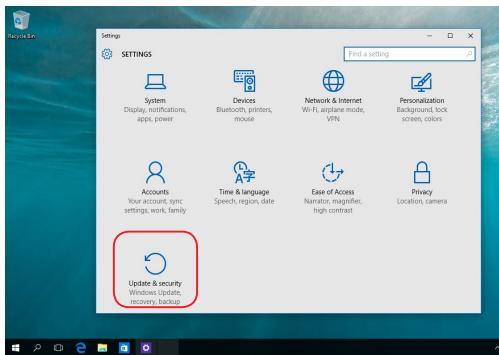 Recycle Bin
Settings
SETTINGS
Find a setting
System
Display, notifications,
apps, power
Devices
Bluetooth, printers,
mouse
Network & Internet
Wi-Fi, airplane mode,
VPN
Personalization
Background, lock
screen, colors
Accounts
Your account, sync
settings, work, family
Time & language
Speech, region, date
Ease of Access
Narrator, magnifier,
high contrast
Privacy
Location, camera
Update & security
Windows Update,
recovery, backup